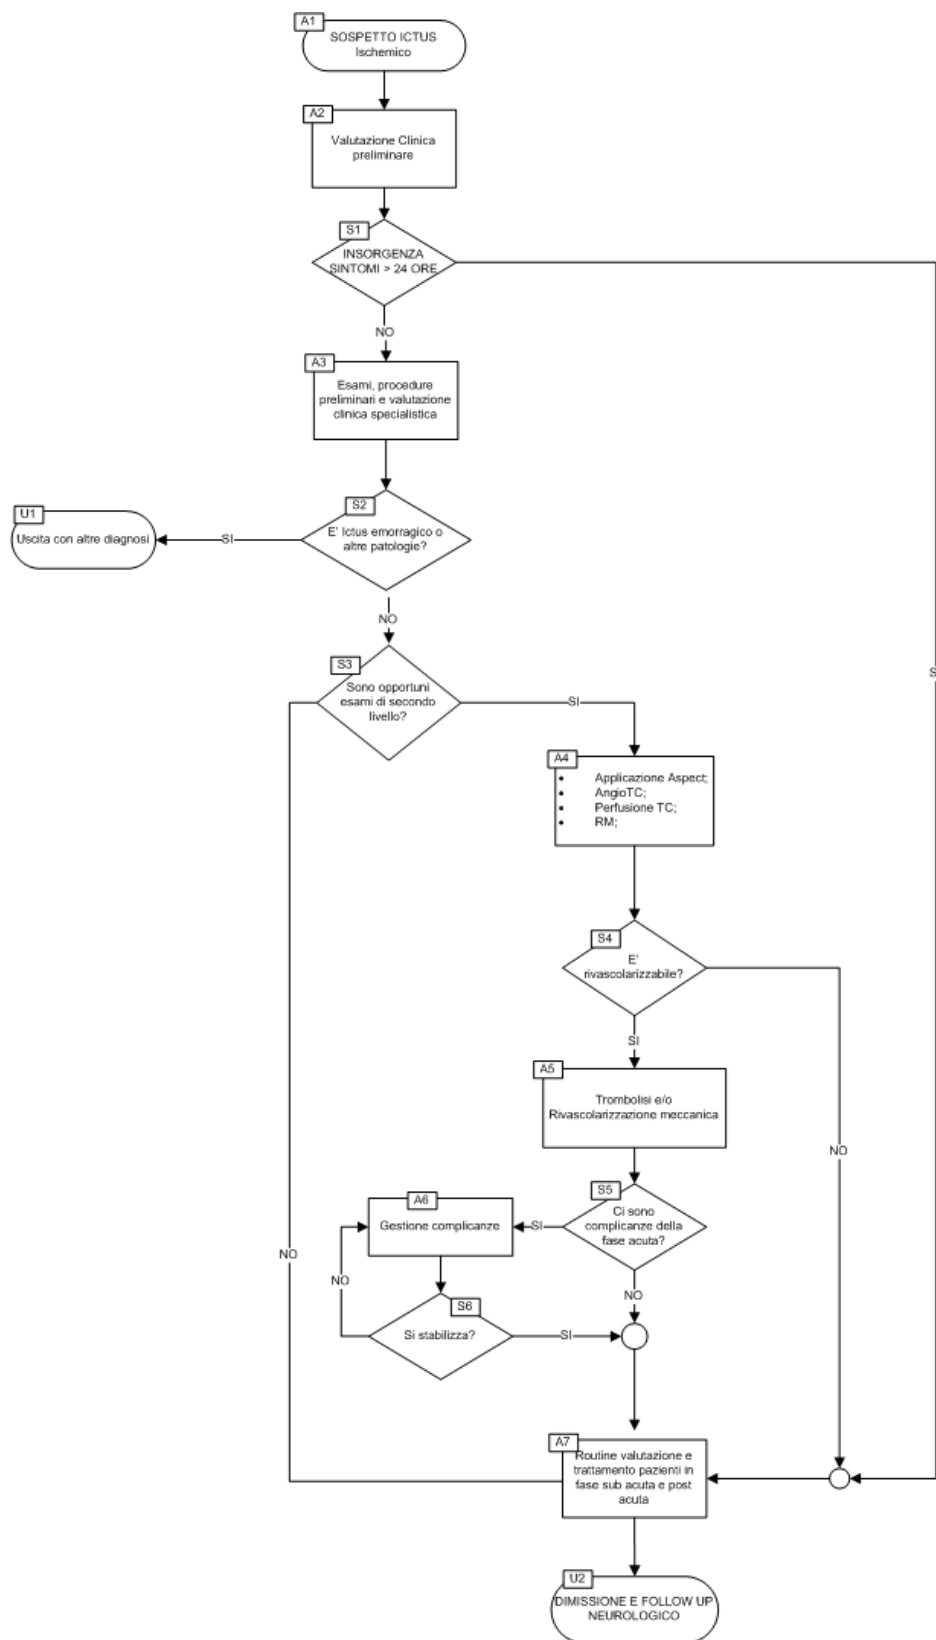 A1
SOSPETTO ICTUS
Ischemico
A2
Valutazione Clinica
preliminare
S1
INSORGENZA
SINTOMI > 24 ORE
NO
A3
Esami, procedure
preliminari e valutazione
clinica specialistica
S2
E' Ictus emorragico o
altre patologie?
SI
U1
Uscita con altre diagnosi
NO
S3
Sono opportuni
esami di secondo
livello?
SI
S
A4
• Applicazione Aspect;
• AngioTC;
• Perfusione TC;
• RM;
S4
E'
rivascolarizzabile?
SI
NO
A5
Trombolisi e/o
Rivascolarizzazione meccanica
S5
Ci sono
complicanze della
fase acuta?
SI
A6
Gestione complicanze
NO
NO
NO
S6
Si stabilizza?
SI
A7
Routine valutazione e
trattamento pazienti in
fase sub acuta e post
acuta
U2
DIMISSIONE E FOLLOW UP
NEUROLOGICO